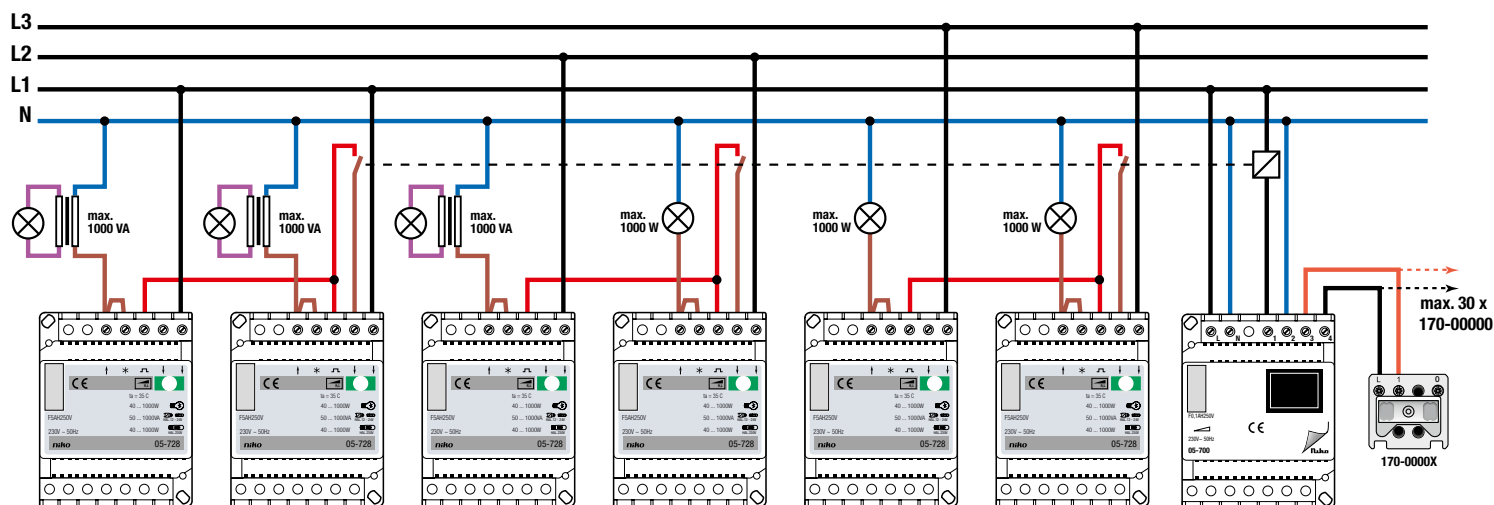 L3
L2
L1
N
max.
1000 VA
max.
1000 VA
max.
1000 VA
max.
1000 W
max.
1000 W
max.
1000 W
max. 30 x
170-00000
CE
ta = 35 C
40 ... 1000W
F5AH250V
50 ... 1000VA
230V ~ 50Hz
40 ... 1000W
niko
05-728
CE
ta = 35 C
40 ... 1000W
F5AH250V
50 ... 1000VA
230V ~ 50Hz
40 ... 1000W
niko
05-728
CE
ta = 35 C
40 ... 1000W
F5AH250V
50 ... 1000VA
230V ~ 50Hz
40 ... 1000W
niko
05-728
CE
ta = 35 C
40 ... 1000W
F5AH250V
50 ... 1000VA
230V ~ 50Hz
40 ... 1000W
niko
05-728
CE
ta = 35 C
40 ... 1000W
F5AH250V
50 ... 1000VA
230V ~ 50Hz
40 ... 1000W
niko
05-728
CE
ta = 35 C
40 ... 1000W
F5AH250V
50 ... 1000VA
230V ~ 50Hz
40 ... 1000W
niko
05-728
L N 1 2 3 4
F0,1AH250V
CE
230V~ 50Hz
05-700
niko
L 1 0
170-0000X